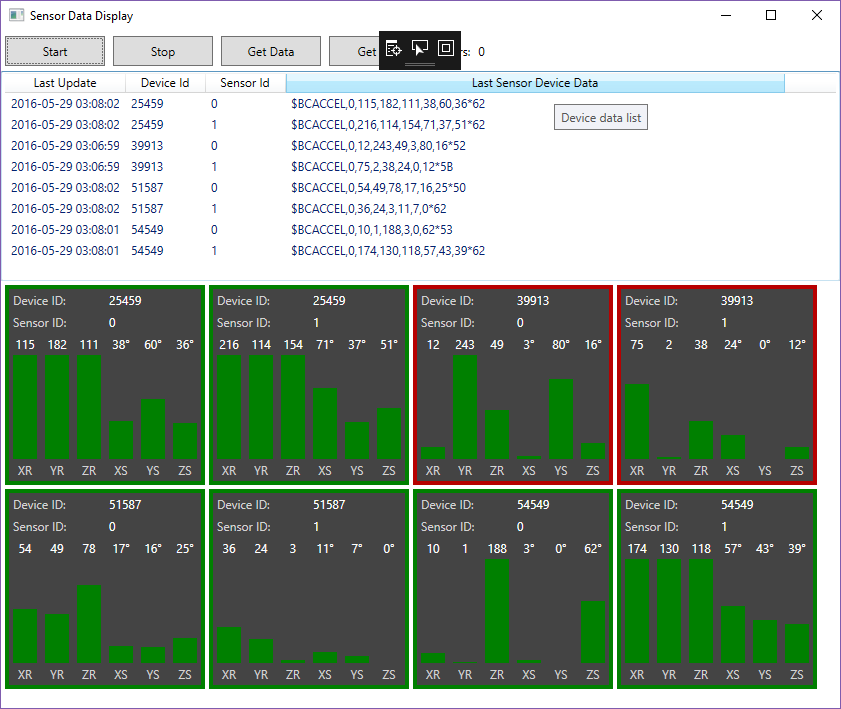 Sensor Data Display
Start Stop Get Data Get rs: 0
Last Update Device Id Sensor Id Last Sensor Device Data
2016-05-29 03:08:02 25459 0 $BCACCEL,0,115,182,111,38,60,36*62
Device data list
2016-05-29 03:08:02 25459 1 $BCACCEL,0,216,114,154,71,37,51*62
2016-05-29 03:06:59 39913 0 $BCACCEL,0,12,243,49,3,80,16*52
2016-05-29 03:06:59 39913 1 $BCACCEL,0,75,2,38,24,0,12*5B
2016-05-29 03:08:02 51587 0 $BCACCEL,0,54,49,78,17,16,25*50
2016-05-29 03:08:02 51587 1 $BCACCEL,0,36,24,3,11,7,0*62
2016-05-29 03:08:01 54549 0 $BCACCEL,0,10,1,188,3,0,62*53
2016-05-29 03:08:01 54549 1 $BCACCEL,0,174,130,118,57,43,39*62
Device ID: 25459
Sensor ID: 0
115 182 111 38° 60° 36°
XR YR ZR XS YS ZS
Device ID: 25459
Sensor ID: 1
216 114 154 71° 37° 51°
XR YR ZR XS YS ZS
Device ID: 39913
Sensor ID: 0
12 243 49 3° 80° 16°
XR YR ZR XS YS ZS
Device ID: 39913
Sensor ID: 1
75 2 38 24° 0° 12°
XR YR ZR XS YS ZS
Device ID: 51587
Sensor ID: 0
54 49 78 17° 16° 25°
XR YR ZR XS YS ZS
Device ID: 51587
Sensor ID: 1
36 24 3 11° 7° 0°
XR YR ZR XS YS ZS
Device ID: 54549
Sensor ID: 0
10 1 188 3° 0° 62°
XR YR ZR XS YS ZS
Device ID: 54549
Sensor ID: 1
174 130 118 57° 43° 39°
XR YR ZR XS YS ZS